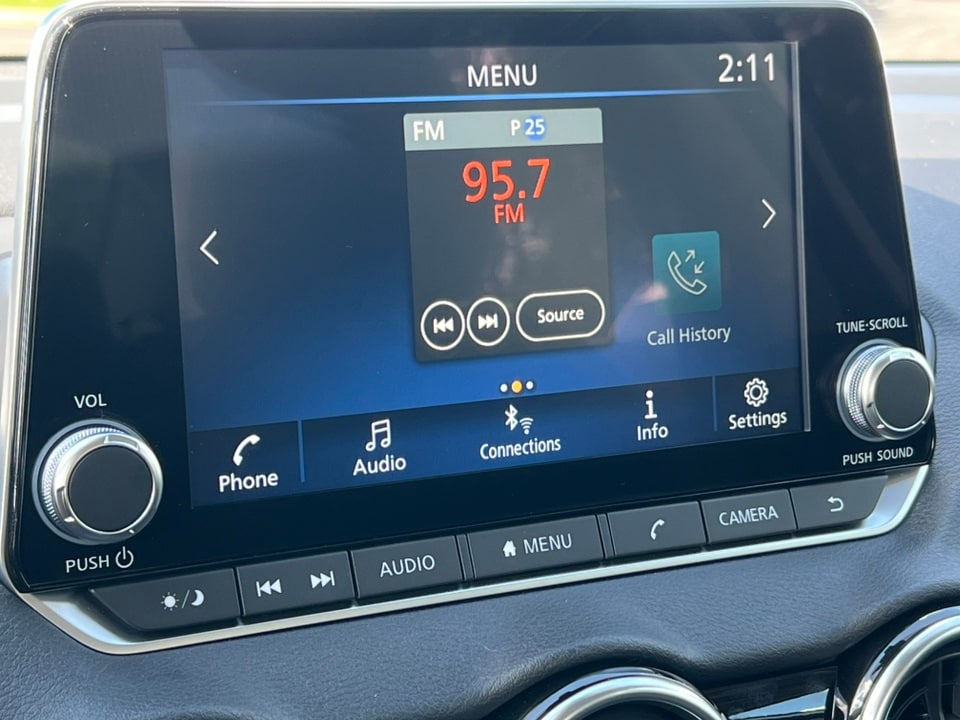 MENU
2:11
FM P 25
95.7
FM
Source
Call History
TUNE·SCROLL
VOL
Phone
Audio
Connections
Info
Settings
PUSH SOUND
PUSH
AUDIO
MENU
CAMERA